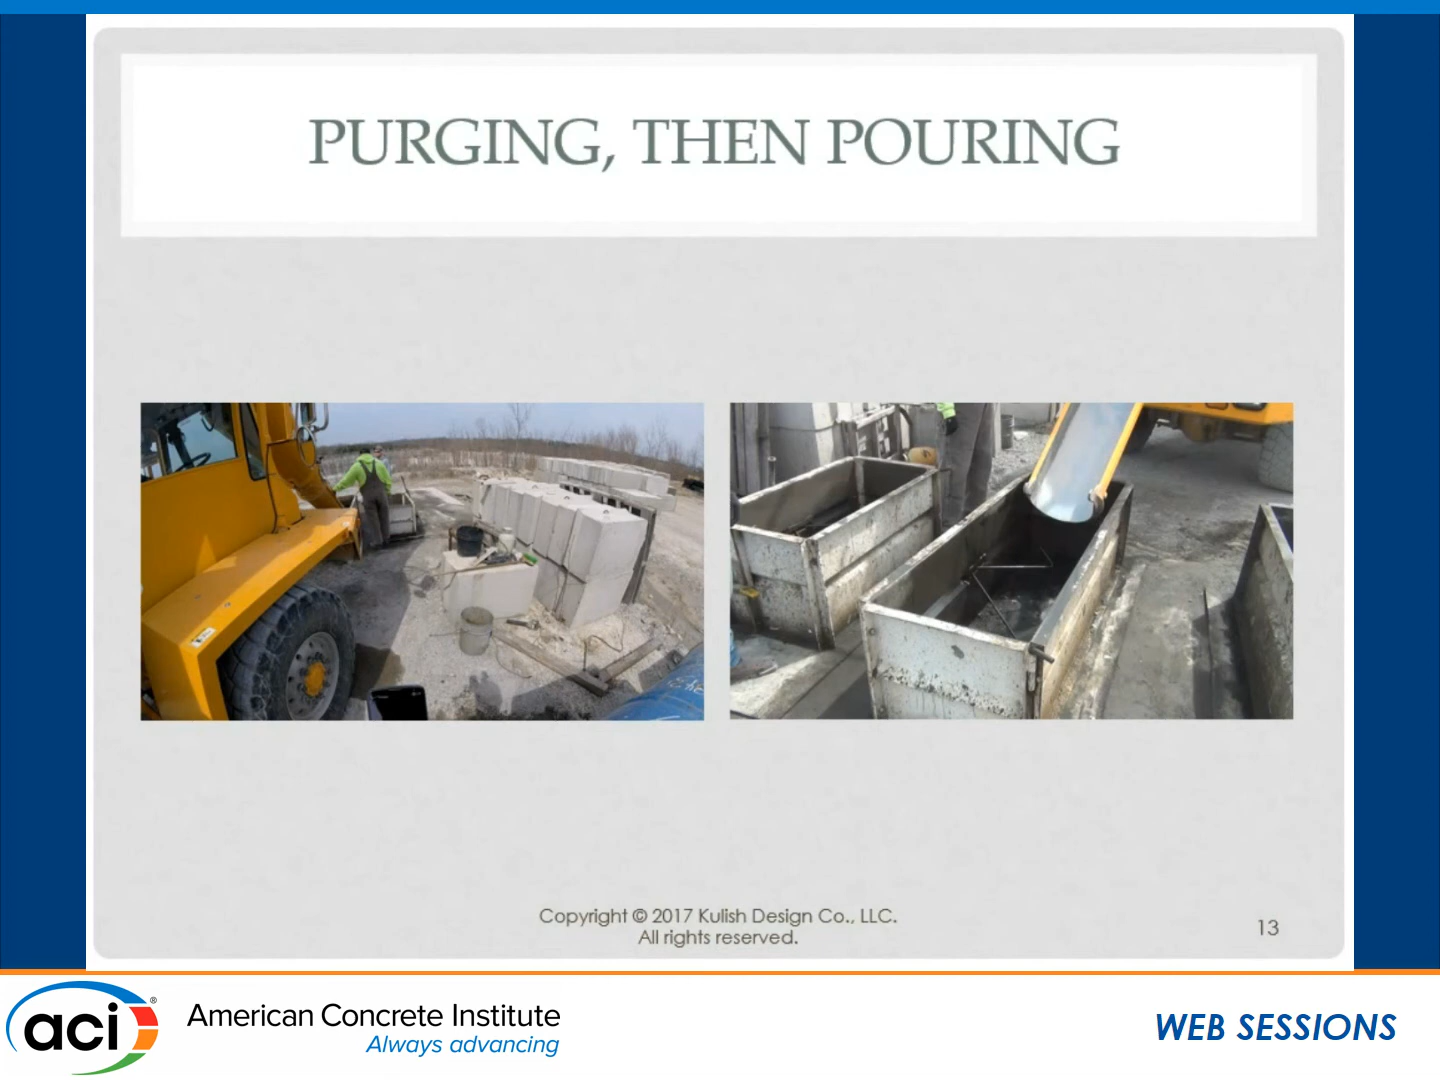 PURGING, THEN POURING
Copyright © 2017 Kulish Design Co., LLC.
All rights reserved.
13
aci®
American Concrete Institute
Always advancing
WEB SESSIONS